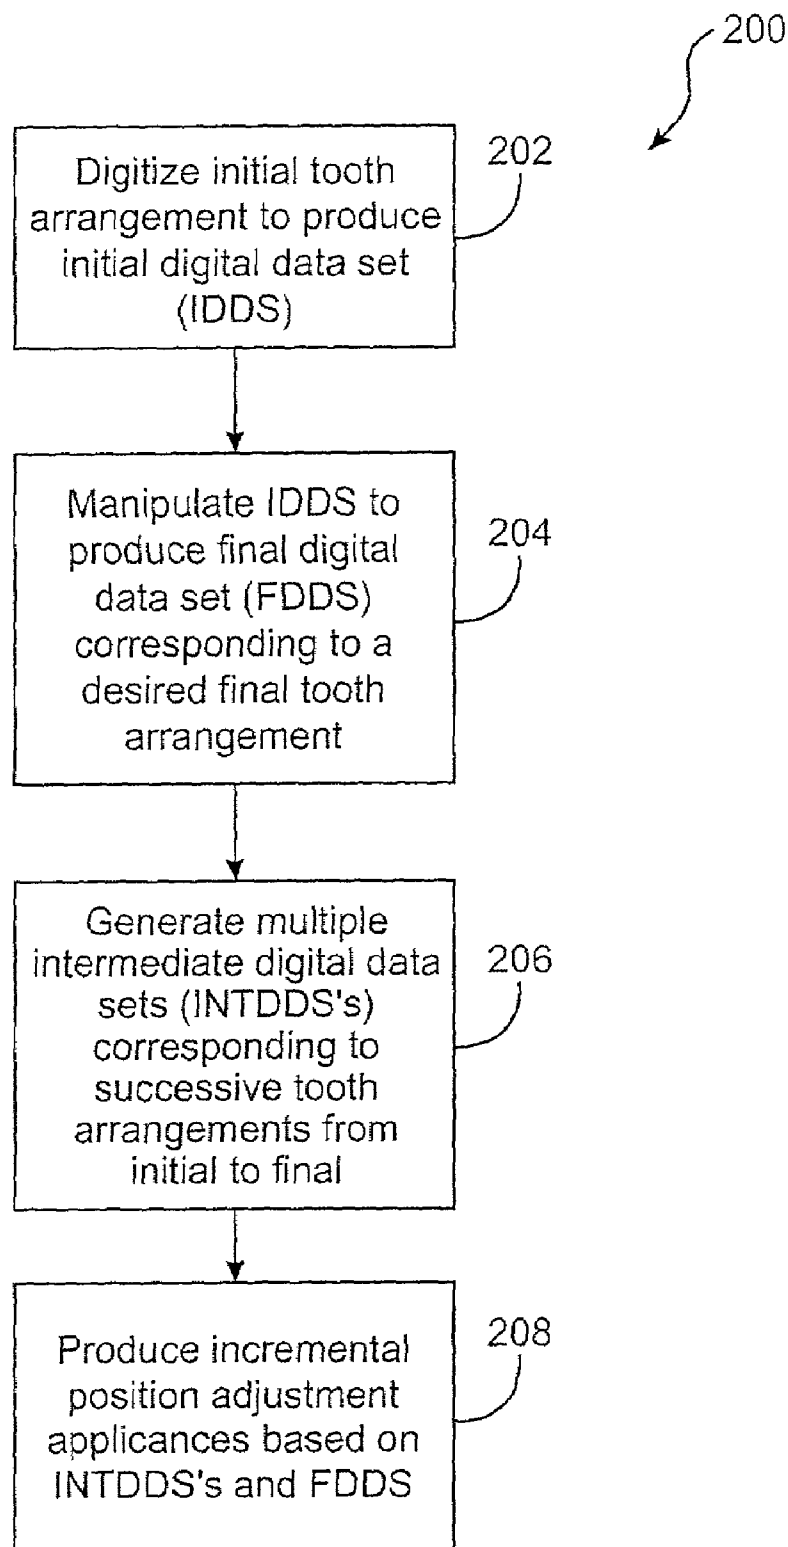 200
Digitize initial tooth
arrangement to produce
initial digital data set
(IDDS)
202
Manipulate IDDS to
produce final digital
data set (FDDS)
corresponding to a
desired final tooth
arrangement
204
Generate multiple
intermediate digital data
sets (INTDDS's)
corresponding to
successive tooth
arrangements from
initial to final
206
Produce incremental
position adjustment
applicances based on
INTDDS's and FDDS
208